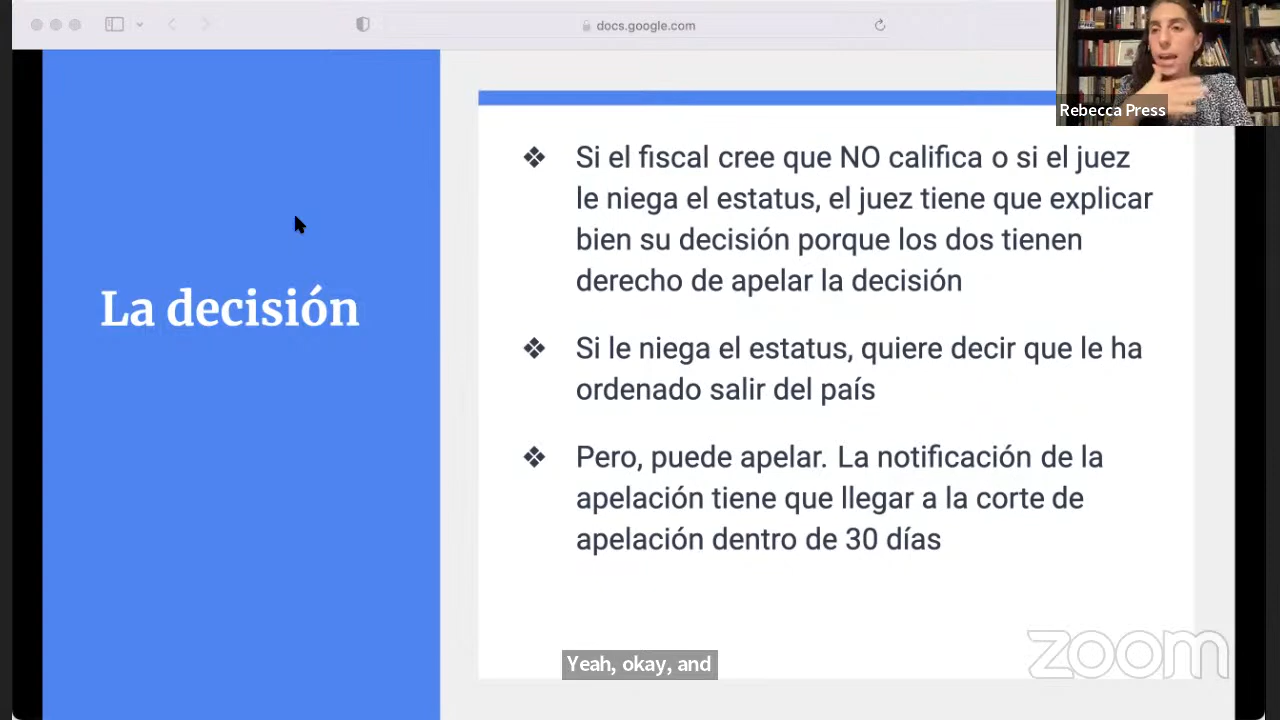 docs.google.com
Rebecca Press
La decisión
❖ Si el fiscal cree que NO califica o si el juez
le niega el estatus, el juez tiene que explicar
bien su decisión porque los dos tienen
derecho de apelar la decisión
❖ Si le niega el estatus, quiere decir que le ha
ordenado salir del país
❖ Pero, puede apelar. La notificación de la
apelación tiene que llegar a la corte de
apelación dentro de 30 días
Yeah, okay, and
zoom